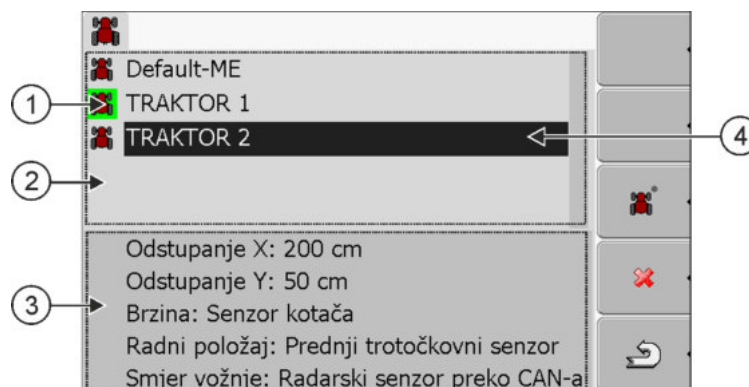 Default-ME
1
TRAKTOR 1
TRAKTOR 2
4
2
Odstupanje X: 200 cm
Odstupanje Y: 50 cm
3
Brzina: Senzor kotača
Radni položaj: Prednji trotočkovni senzor
Smjer vožnje: Radarski senzor preko CAN-a